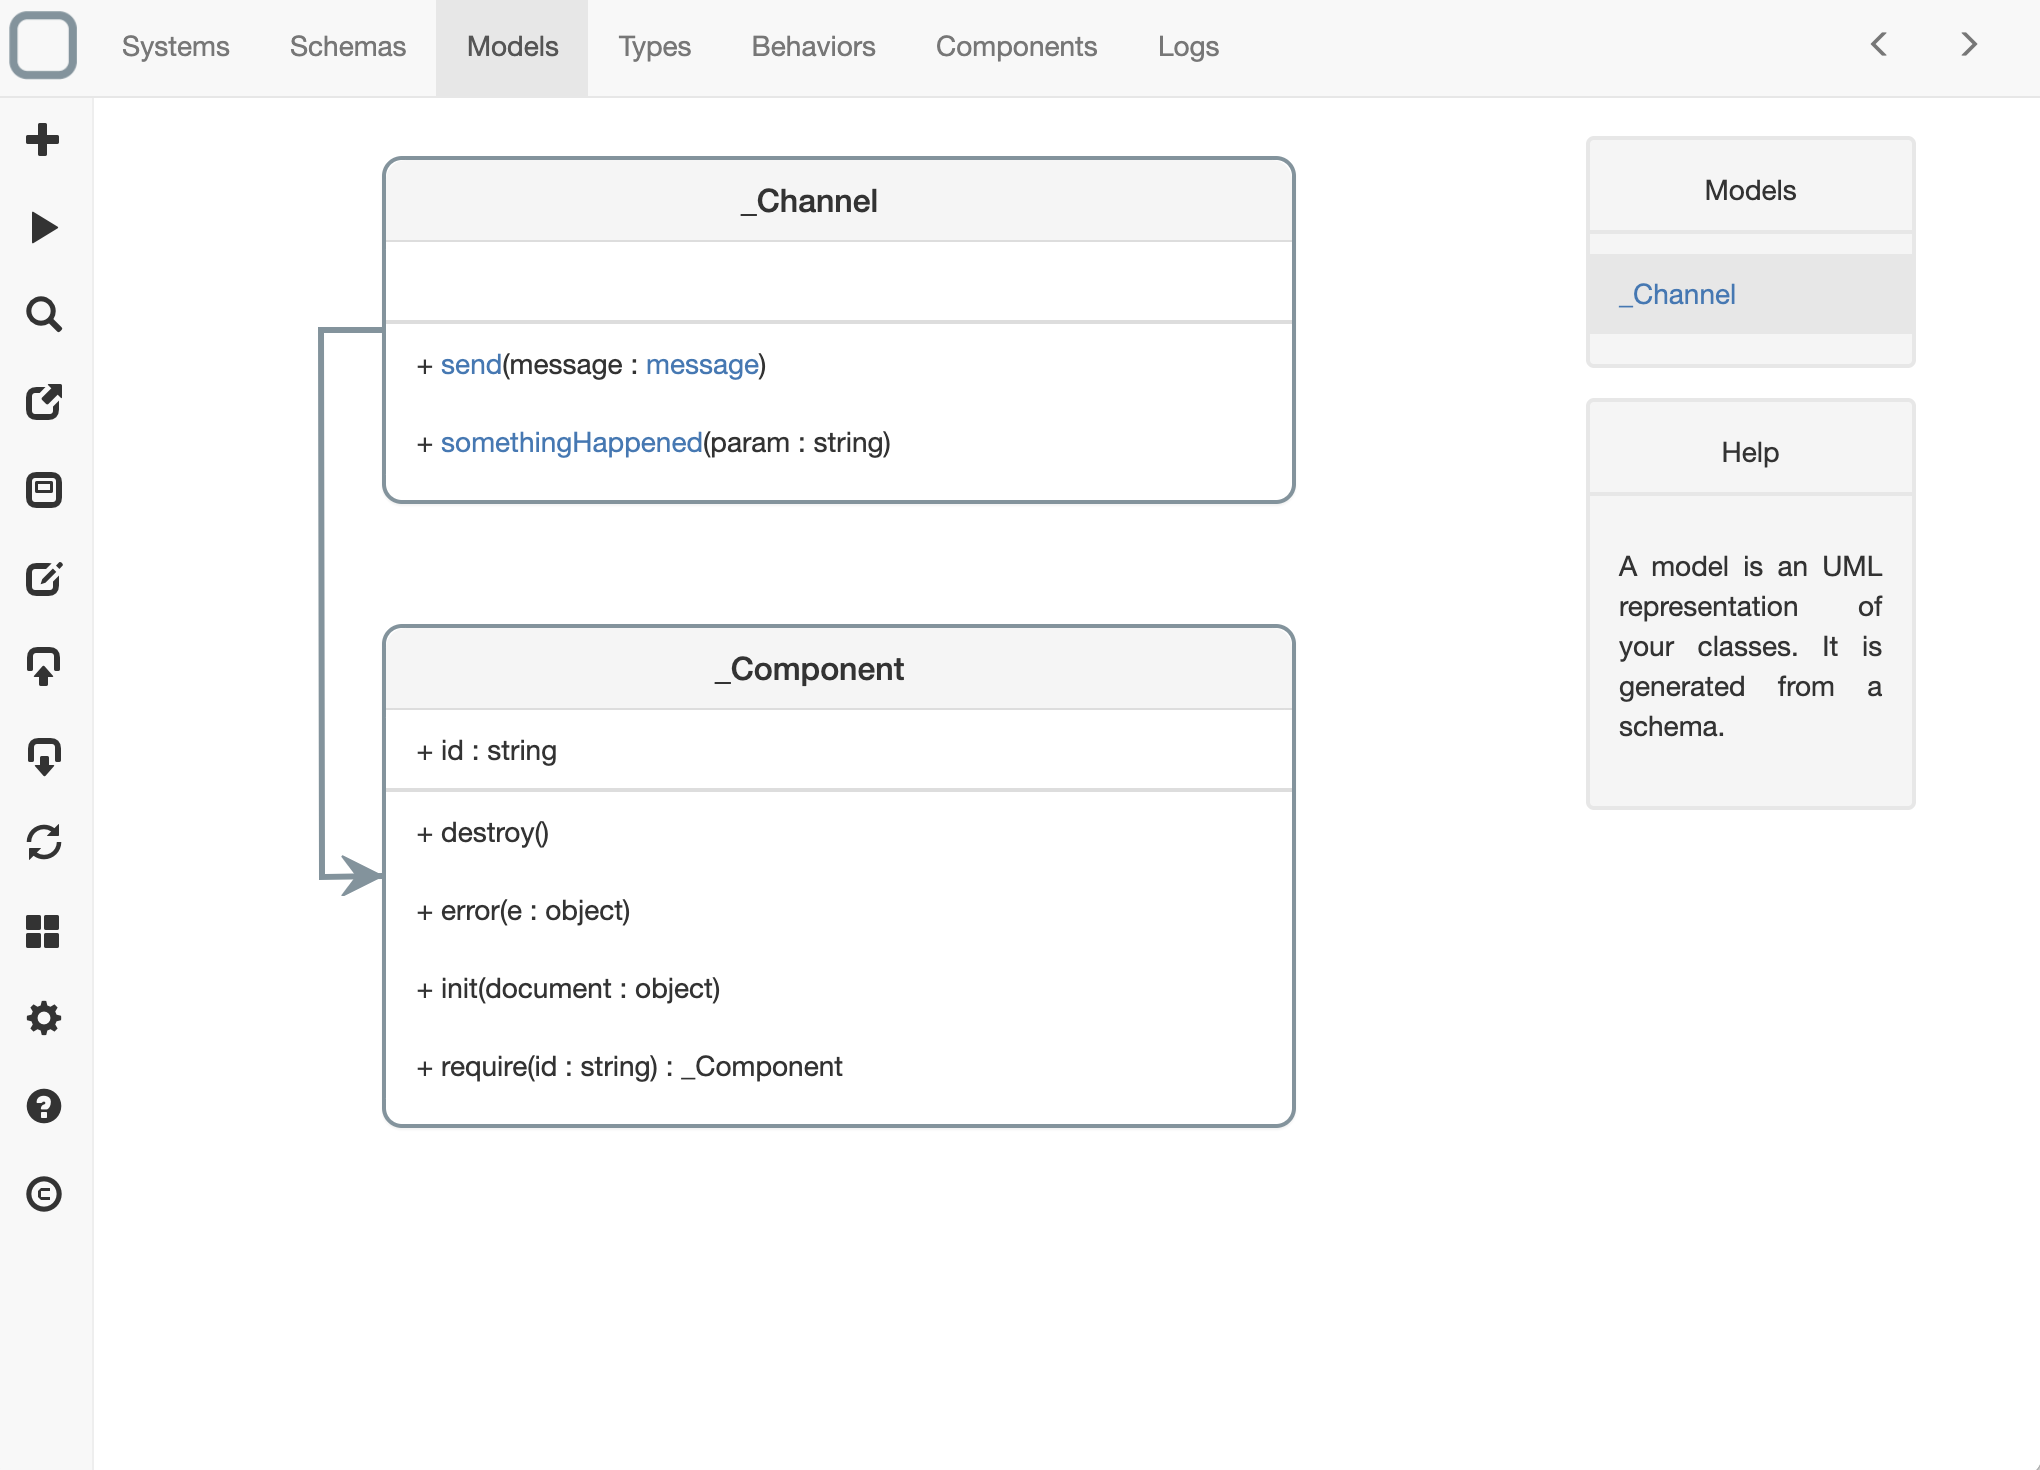 Systems Schemas Models Types Behaviors Components Logs
_Channel
+ send(message : message)
+ somethingHappened(param : string)
_Component
+ id : string
+ destroy()
+ error(e : object)
+ init(document : object)
+ require(id : string) : _Component
Models
_Channel
Help
A model is an UML
representation of
your classes. It is
generated from a
schema.